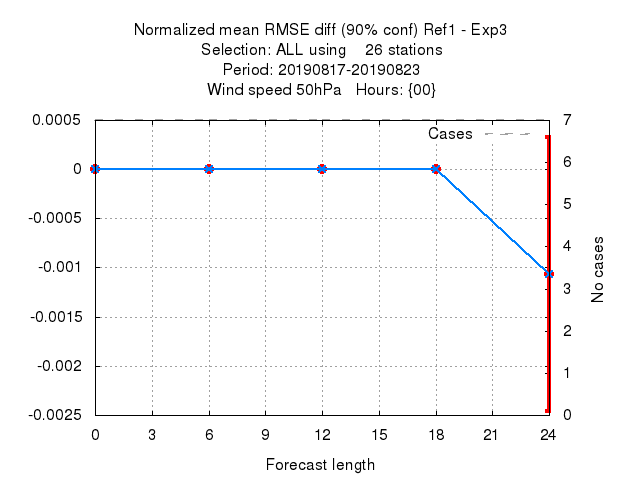 Normalized mean RMSE diff (90% conf) Ref1 - Exp3
Selection: ALL using 26 stations
Period: 20190817-20190823
Wind speed 50hPa Hours: {00}
Cases
0.0005
0
-0.0005
-0.001
-0.0015
-0.002
-0.0025
7
6
5
4
3
2
1
0
No cases
0 3 6 9 12 15 18 21 24
Forecast length